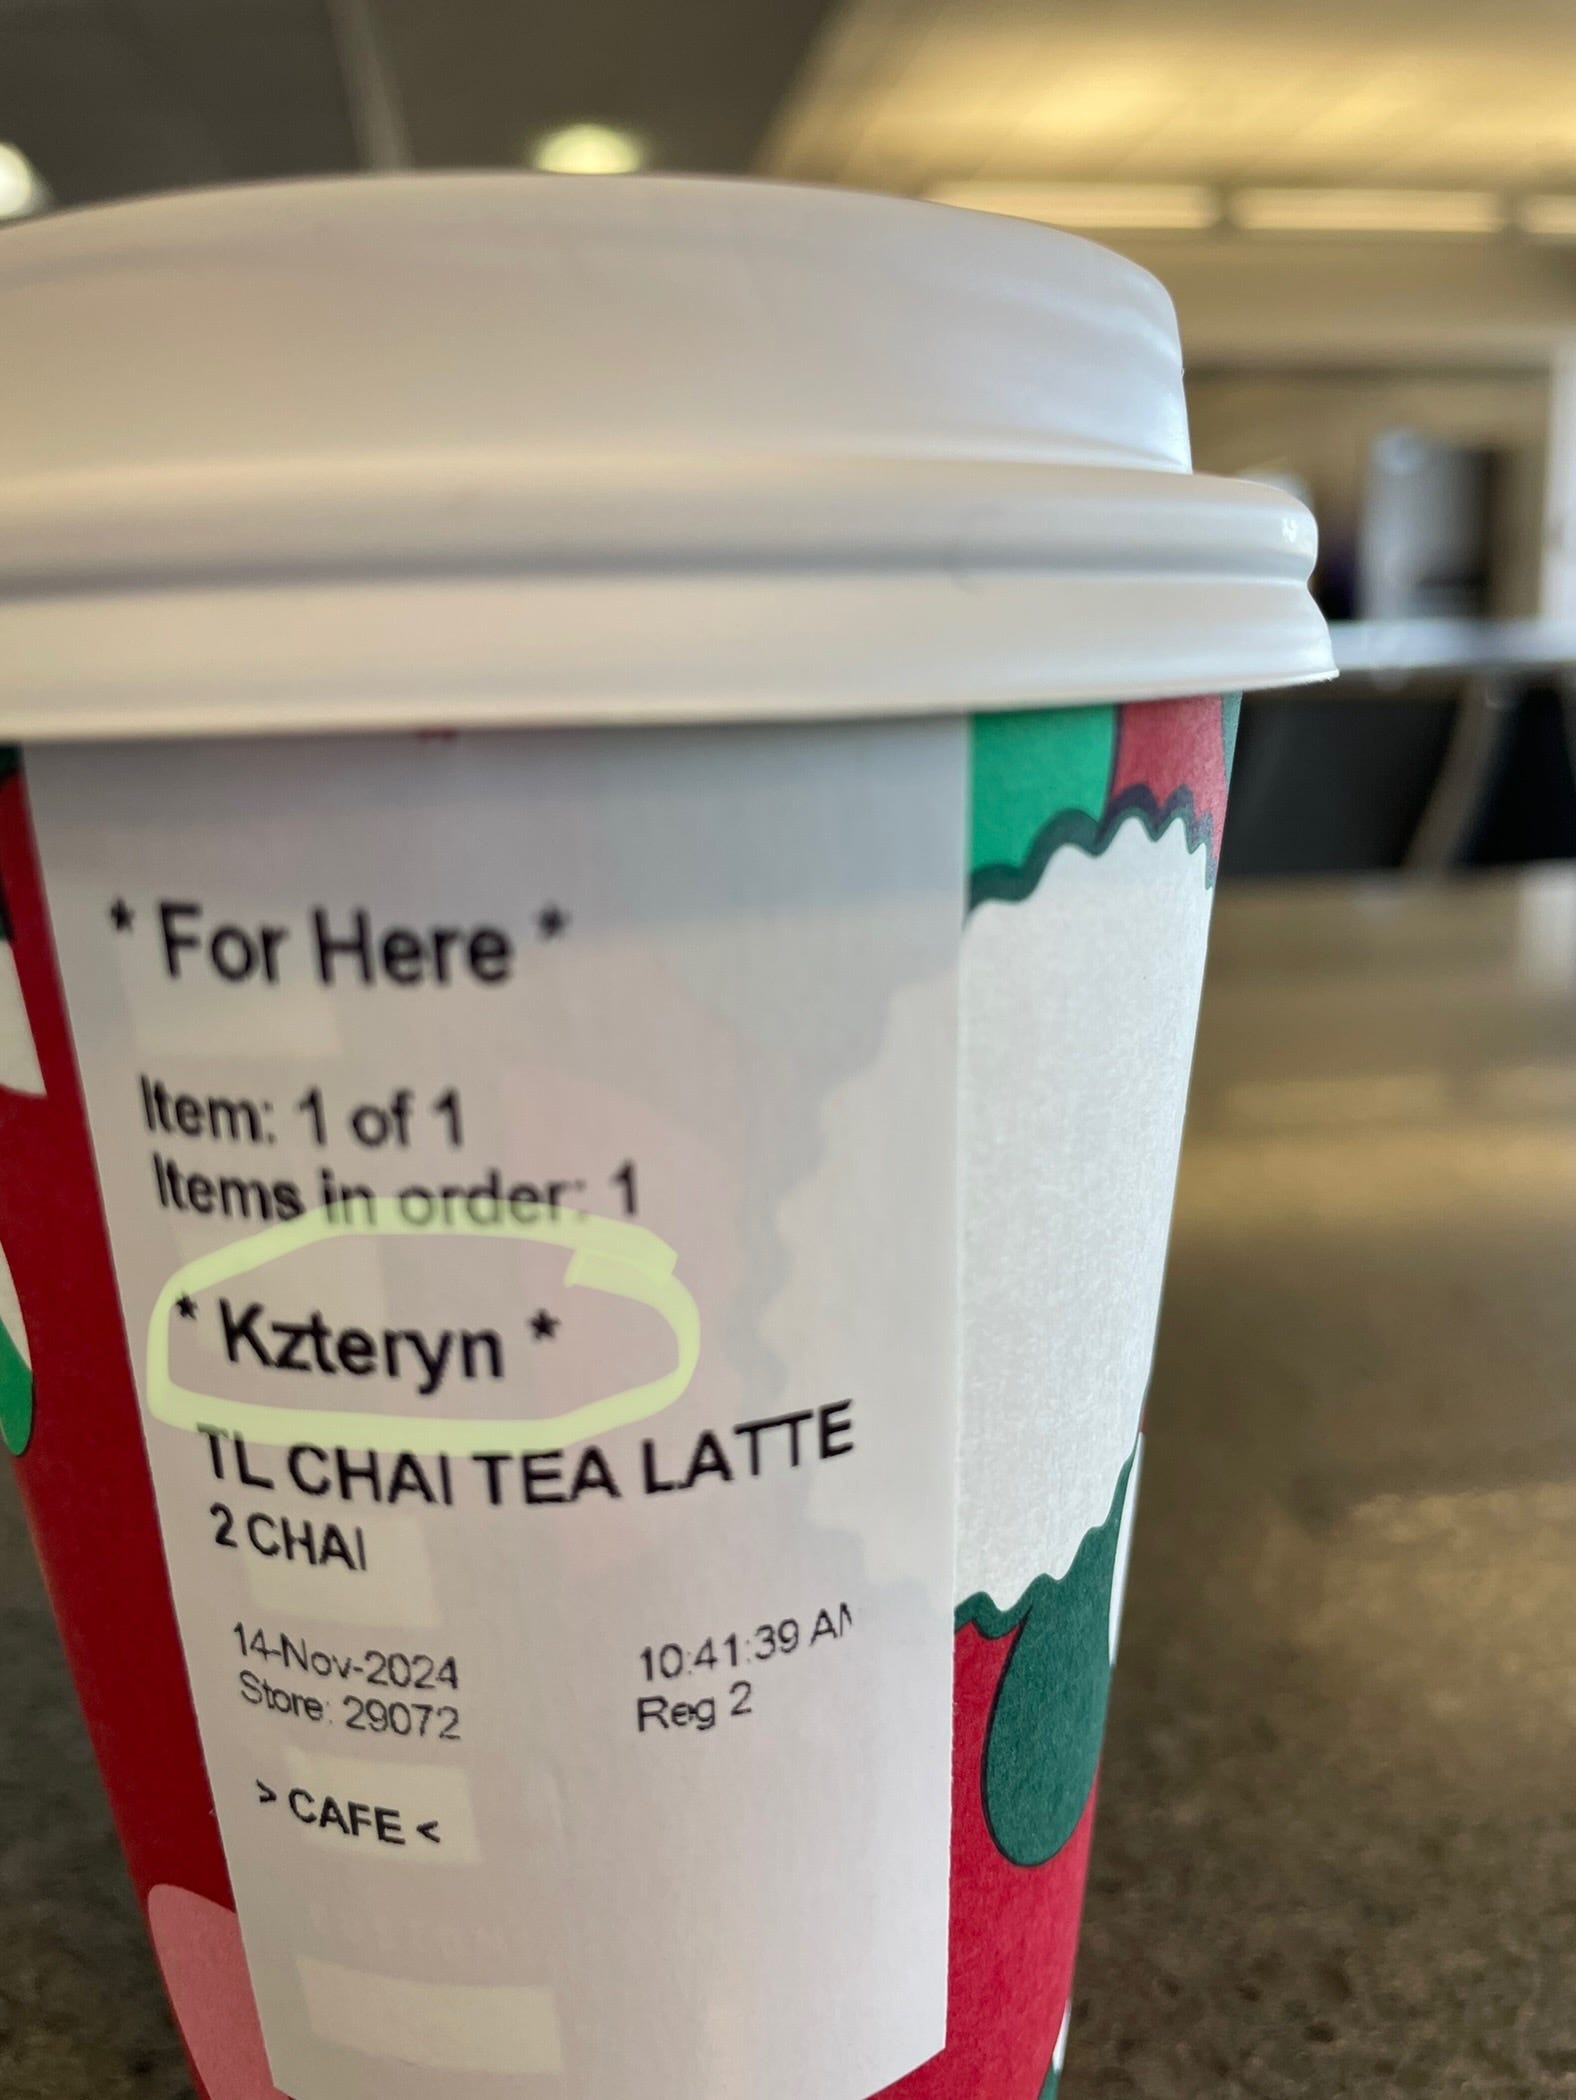 * For Here *
Item: 1 of 1
Items in order: 1
* Kzteryn *
TL CHAI TEA LATTE
2 CHAI
14-Nov-2024 10:41:39 AM
Store: 29072 Reg 2
> CAFE <